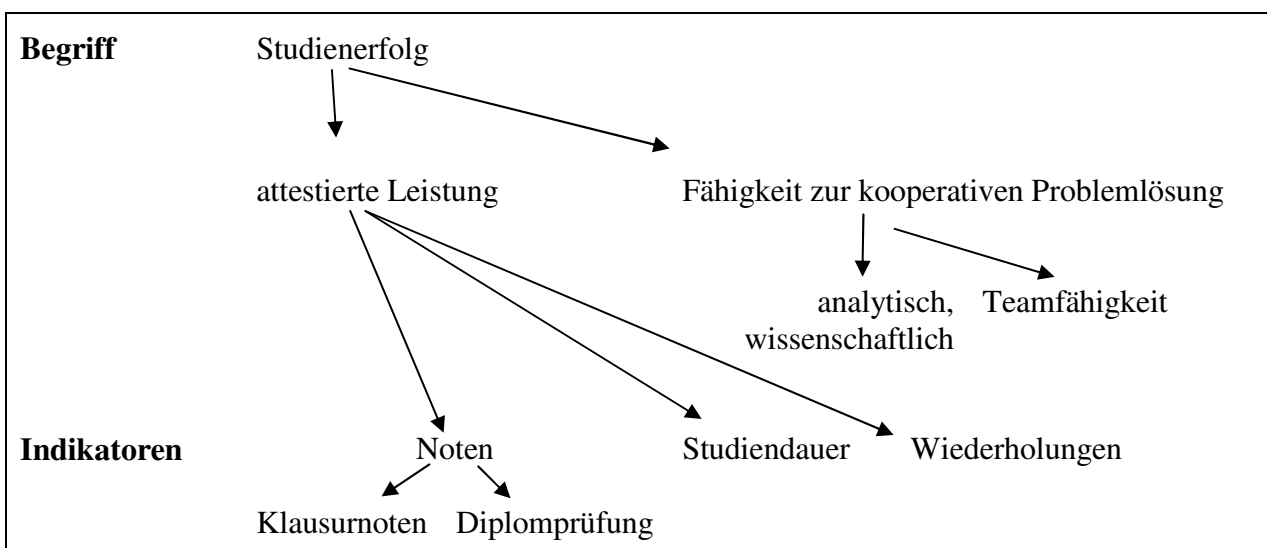 Begriff Studienerfolg
attestierte Leistung Fähigkeit zur kooperativen Problemlösung
analytisch, Teamfähigkeit
wissenschaftlich
Indikatoren Noten Studiendauer Wiederholungen
Klausurnoten Diplomprüfung